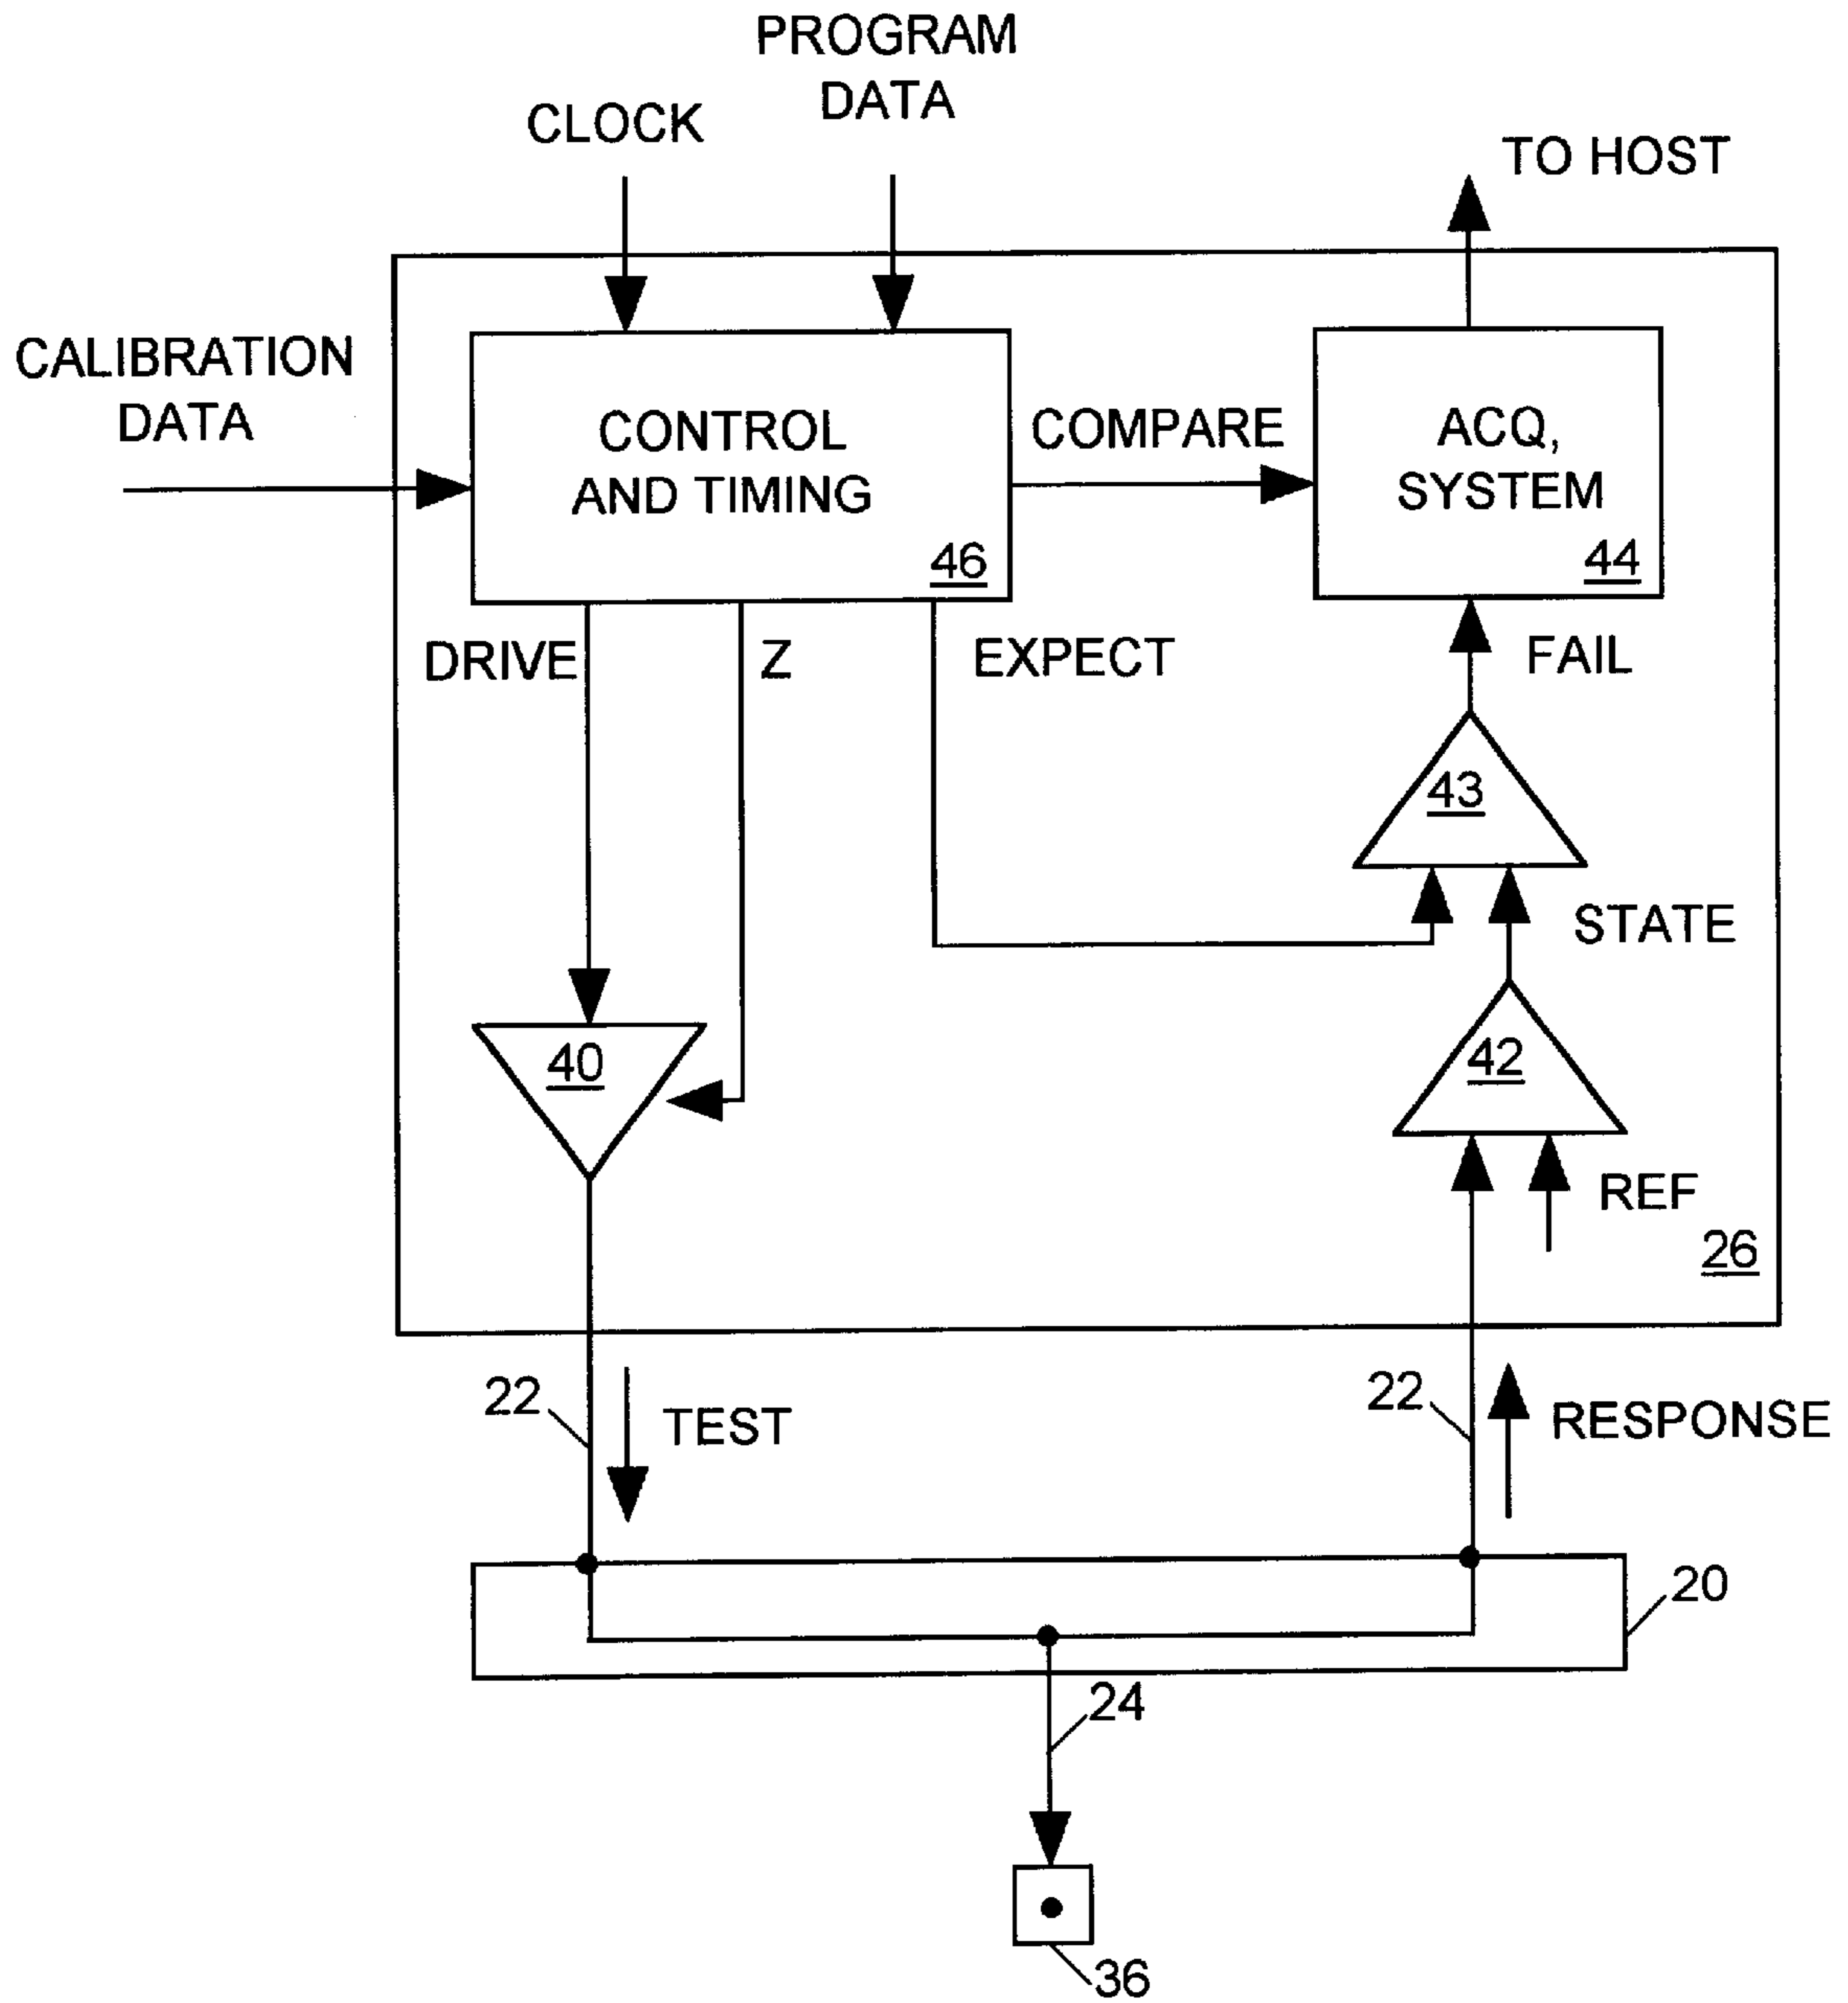 PROGRAM
DATA
CLOCK
TO HOST
CALIBRATION
DATA
CONTROL
AND TIMING
46
COMPARE
ACQ,
SYSTEM
44
DRIVE
Z
EXPECT
FAIL
43
STATE
40
42
REF
26
22
TEST
22
RESPONSE
20
24
36